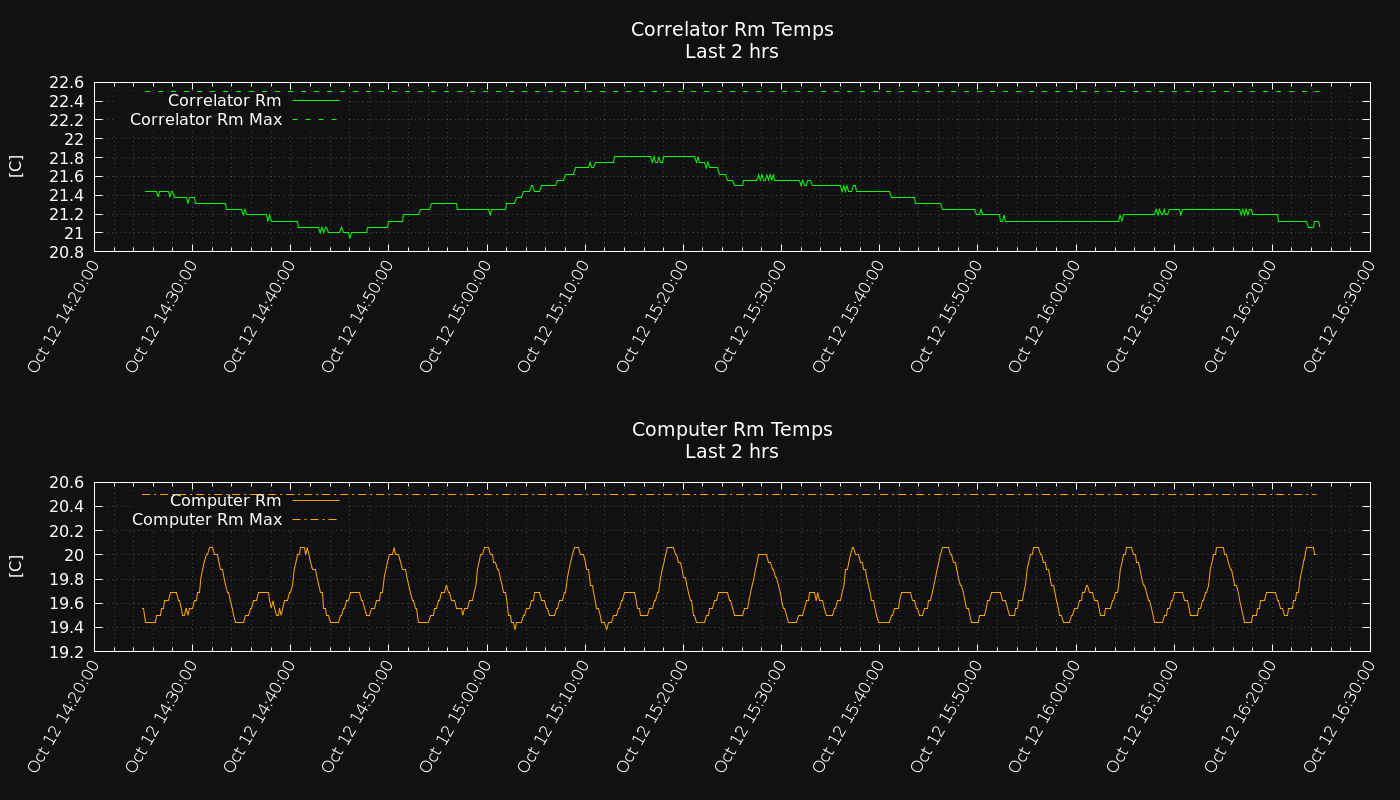 Correlator Rm Temps
Last 2 hrs
[C]
22.6
22.4
22.2
22
21.8
21.6
21.4
21.2
21
20.8
Correlator Rm
Correlator Rm Max
Oct 12 14:20:00
Oct 12 14:30:00
Oct 12 14:40:00
Oct 12 14:50:00
Oct 12 15:00:00
Oct 12 15:10:00
Oct 12 15:20:00
Oct 12 15:30:00
Oct 12 15:40:00
Oct 12 15:50:00
Oct 12 16:00:00
Oct 12 16:10:00
Oct 12 16:20:00
Oct 12 16:30:00
Computer Rm Temps
Last 2 hrs
[C]
20.6
20.4
20.2
20
19.8
19.6
19.4
19.2
Computer Rm
Computer Rm Max
Oct 12 14:20:00
Oct 12 14:30:00
Oct 12 14:40:00
Oct 12 14:50:00
Oct 12 15:00:00
Oct 12 15:10:00
Oct 12 15:20:00
Oct 12 15:30:00
Oct 12 15:40:00
Oct 12 15:50:00
Oct 12 16:00:00
Oct 12 16:10:00
Oct 12 16:20:00
Oct 12 16:30:00